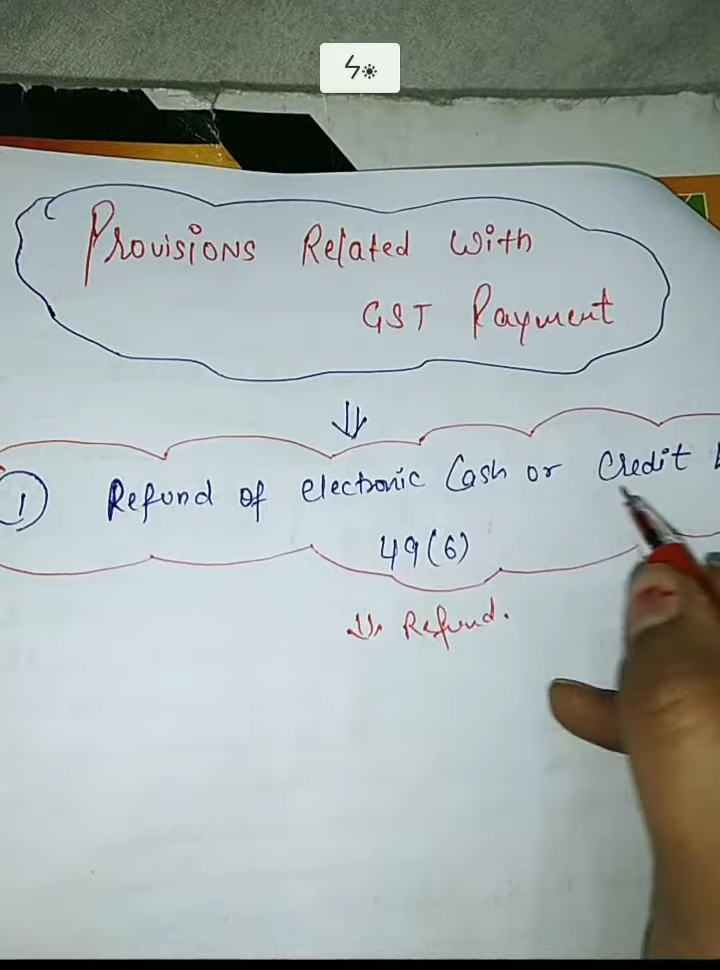 Provisions Related With
GST Payment
1 Refund of electronic Cash or Credit
49(6)
Refund.